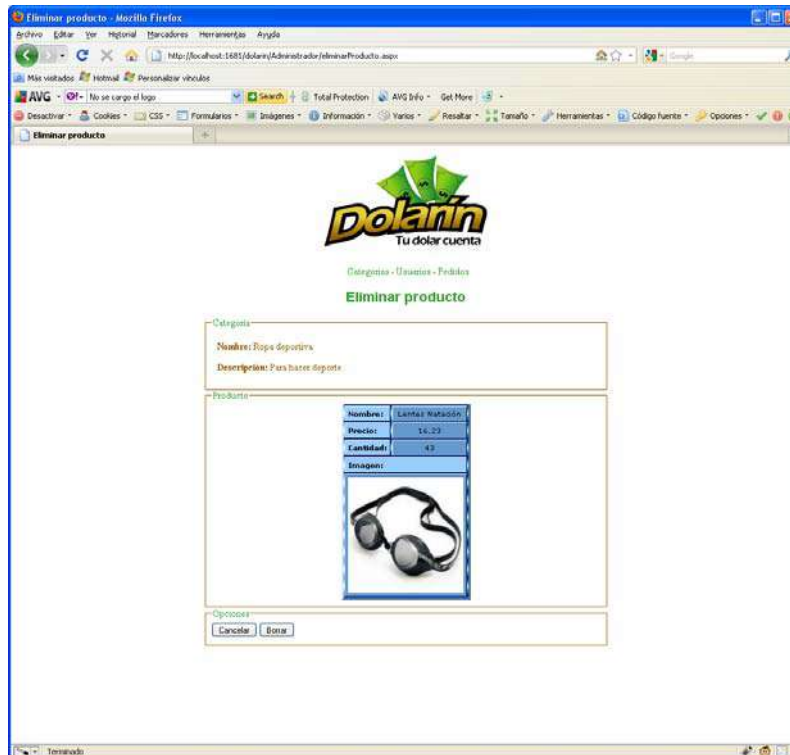 Eliminar producto - Mozilla Firefox
Archivo Editar Ver Historial Marcadores Herramientas Ayuda
http://localhost:1681/dolarin/Administrador/eliminarProducto.aspx Google
Más visitados Hotmail Personalizar vínculos
AVG No se cargo el logo Search Total Protection AVG Info Get More
Desactivar Cookies CSS Formularios Imágenes Información Varios Resaltar Tamaño Herramientas Código fuente Opciones
Eliminar producto
Dolarín
Tu dolar cuenta
Categorias - Usuarios - Pedidos
Eliminar producto
Categoria
Nombre: Ropa deportiva
Descripcion: Para hacer deporte
Producto
Nombre: Lentes Natación
Precio: 16.23
Cantidad: 43
Imagen:
Opciones
Cancelar Borrar
Terminado